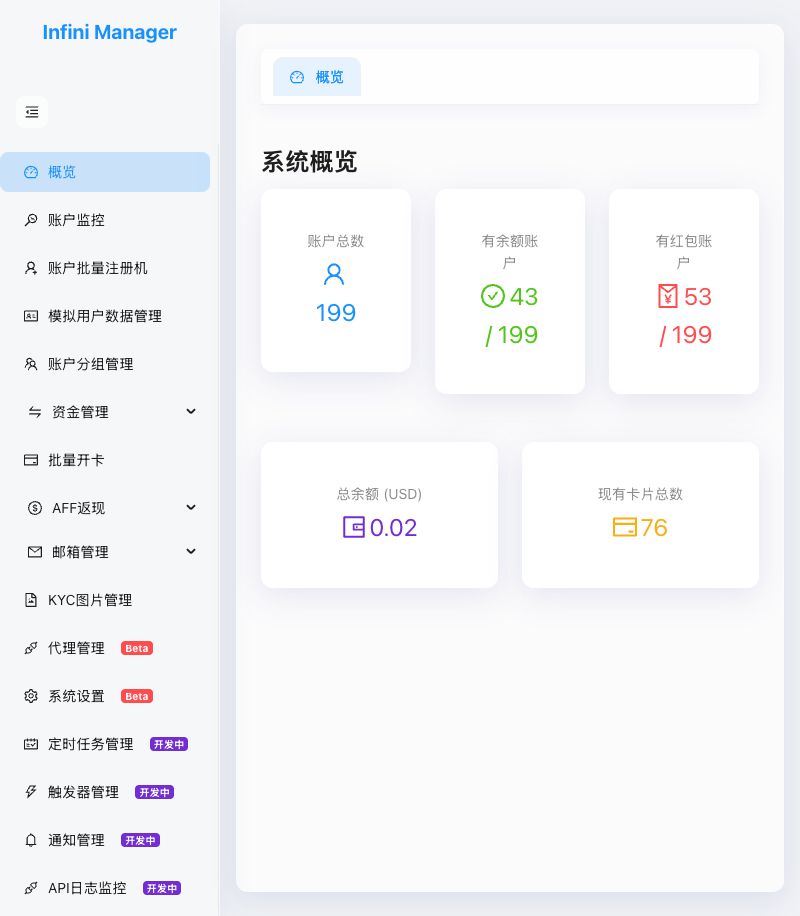 Infini Manager
概览
账户监控
账户批量注册机
模拟用户数据管理
账户分组管理
资金管理
批量开卡
AFF返现
邮箱管理
KYC图片管理
代理管理 Beta
系统设置 Beta
定时任务管理 开发中
触发器管理 开发中
通知管理 开发中
API日志监控 开发中
概览
系统概览
账户总数
199
有余额账
户
43
/ 199
有红包账
户
53
/ 199
总余额 (USD)
0.02
现有卡片总数
76